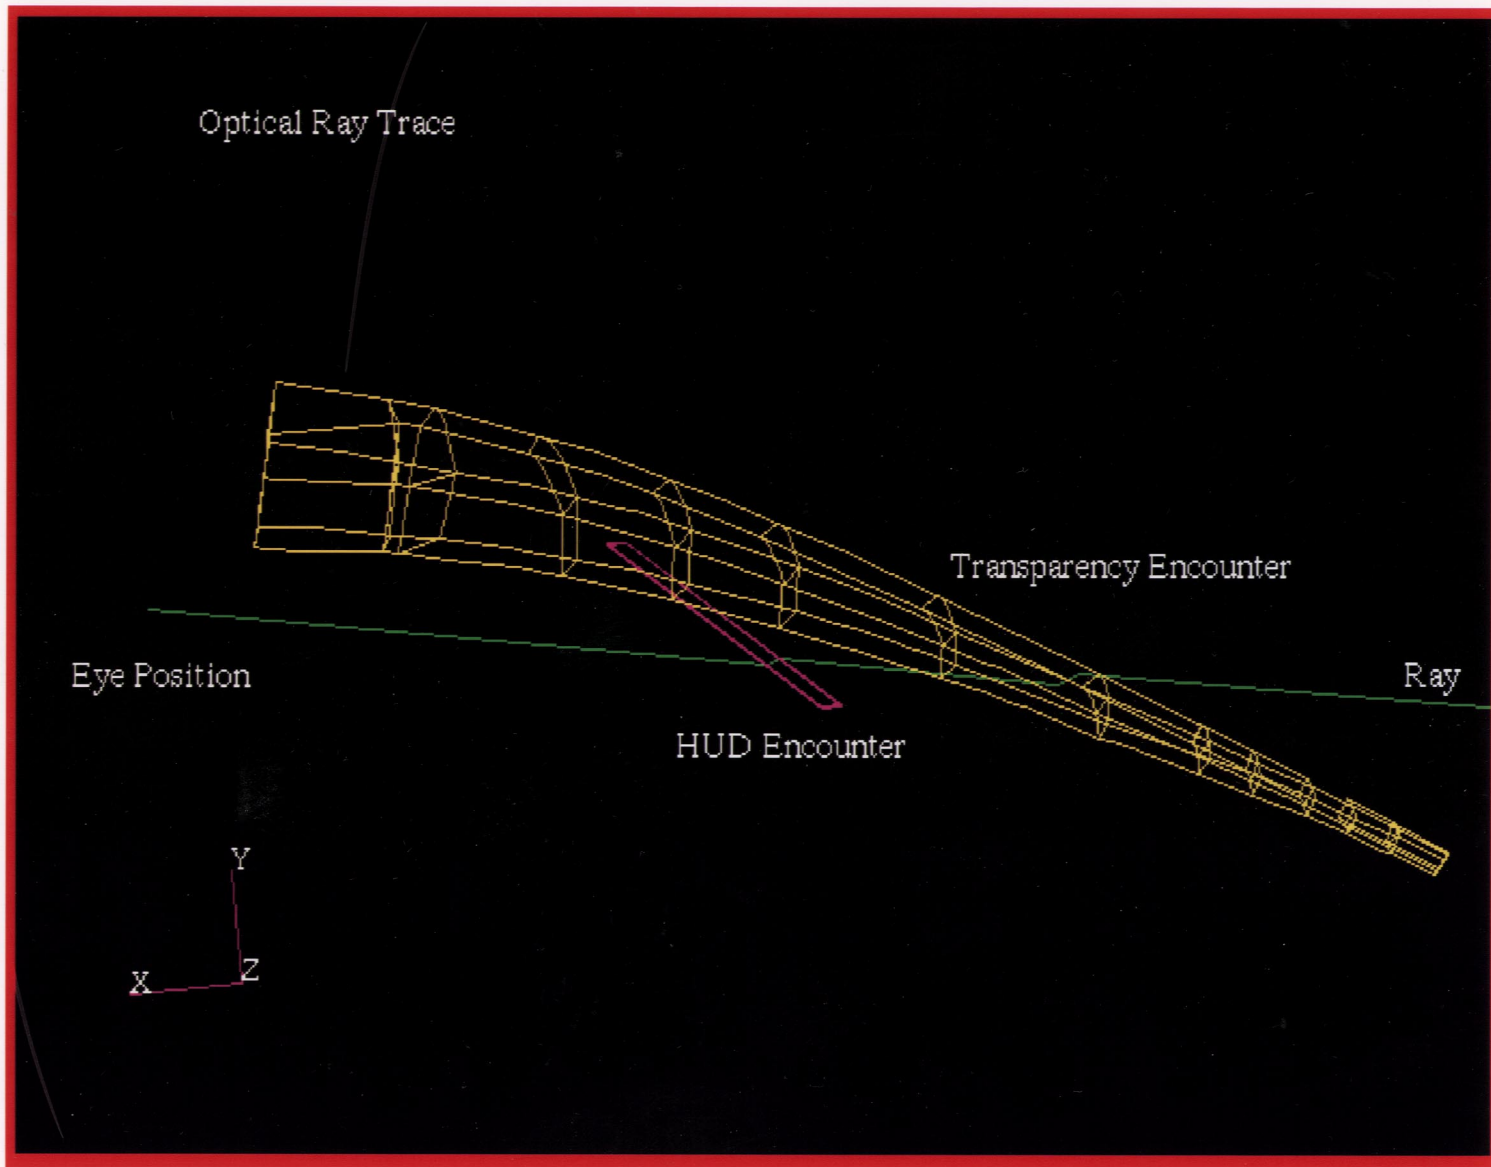 Optical Ray Trace
Transparency Encounter
Eye Position
Ray
HUD Encounter
Y
X
Z